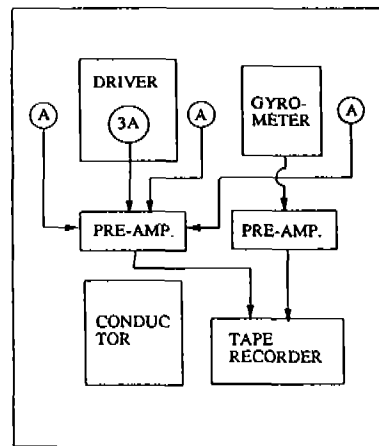 DRIVER
GYRO-
METER
A
3A
A
A
PRE-AMP.
PRE-AMP.
CONDUC
TOR
TAPE
RECORDER